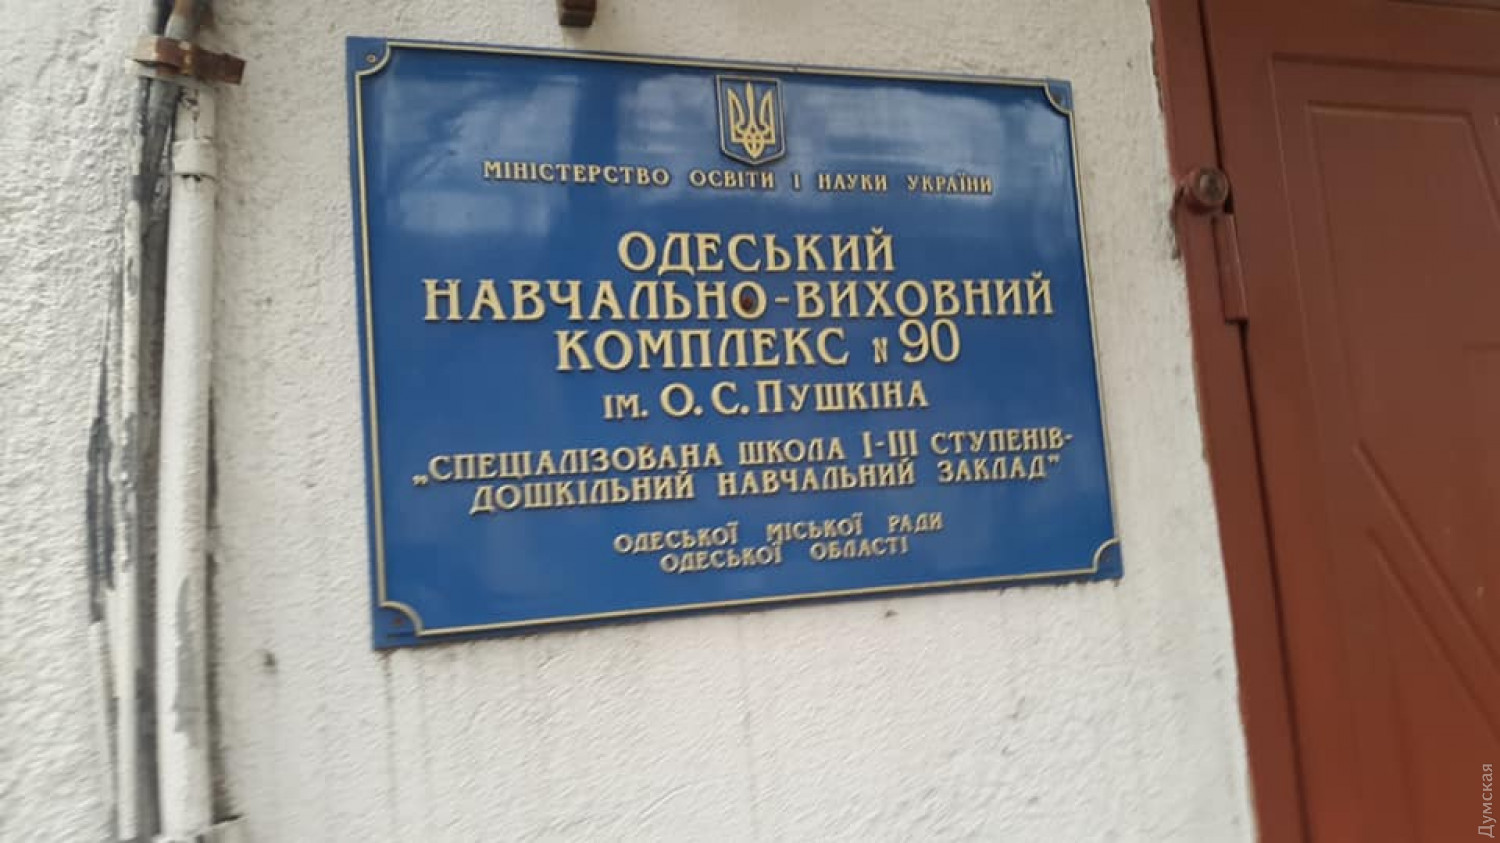 МІНІСТЕРСТВО ОСВІТИ І НАУКИ УКРАЇНИ
ОДЕСЬКИЙ
НАВЧАЛЬНО-ВИХОВНИЙ
КОМПЛЕКС N 90
ІМ. О.С. ПУШКІНА
„СПЕЦІАЛІЗОВАНА ШКОЛА І-ІІІ СТУПЕНІВ-
ДОШКІЛЬНИЙ НАВЧАЛЬНИЙ ЗАКЛАД"
ОДЕСЬКОЇ МІСЬКОЇ РАДИ
ОДЕСЬКОЇ ОБЛАСТІ
Думская